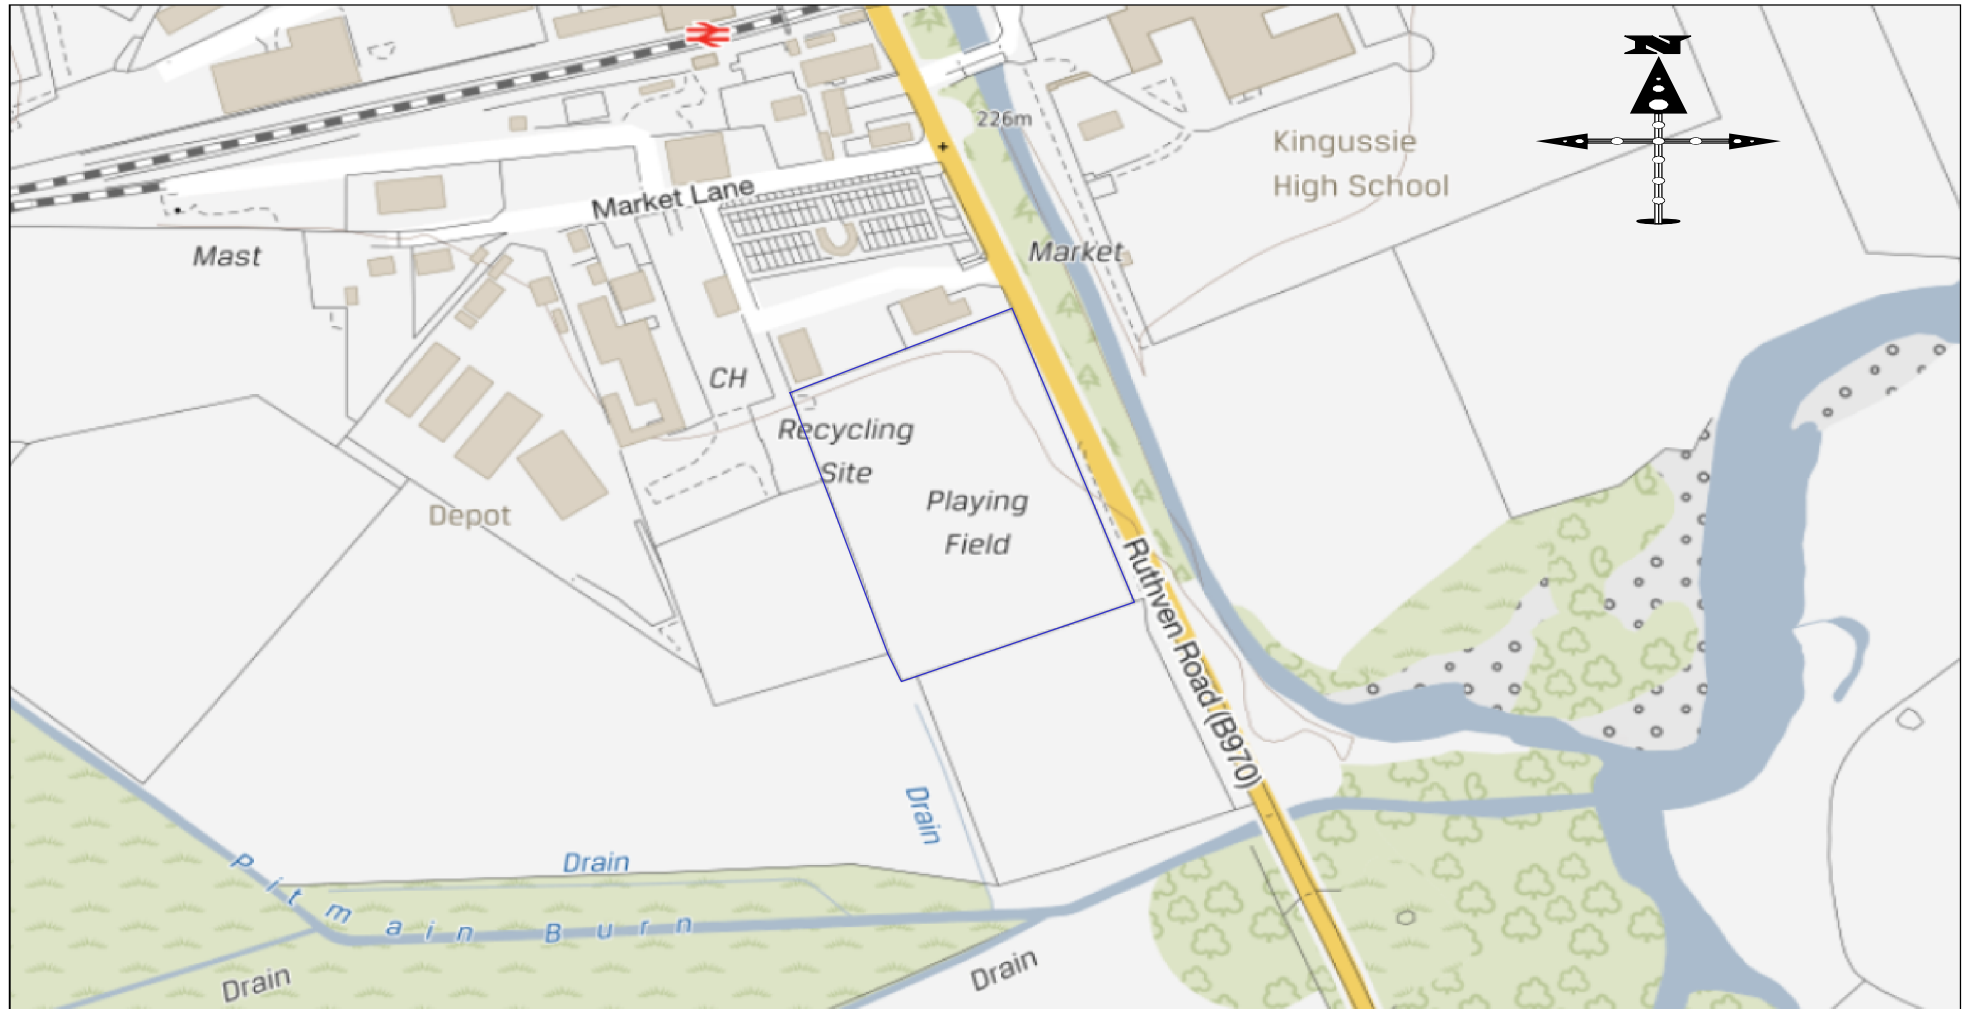 N
226m
Kingussie
High School
Market Lane
Mast
Market
CH
Recycling
Site
Playing
Field
Depot
Ruthven Road (B970)
Drain
Drain
Pitmain Burn
Drain
Drain